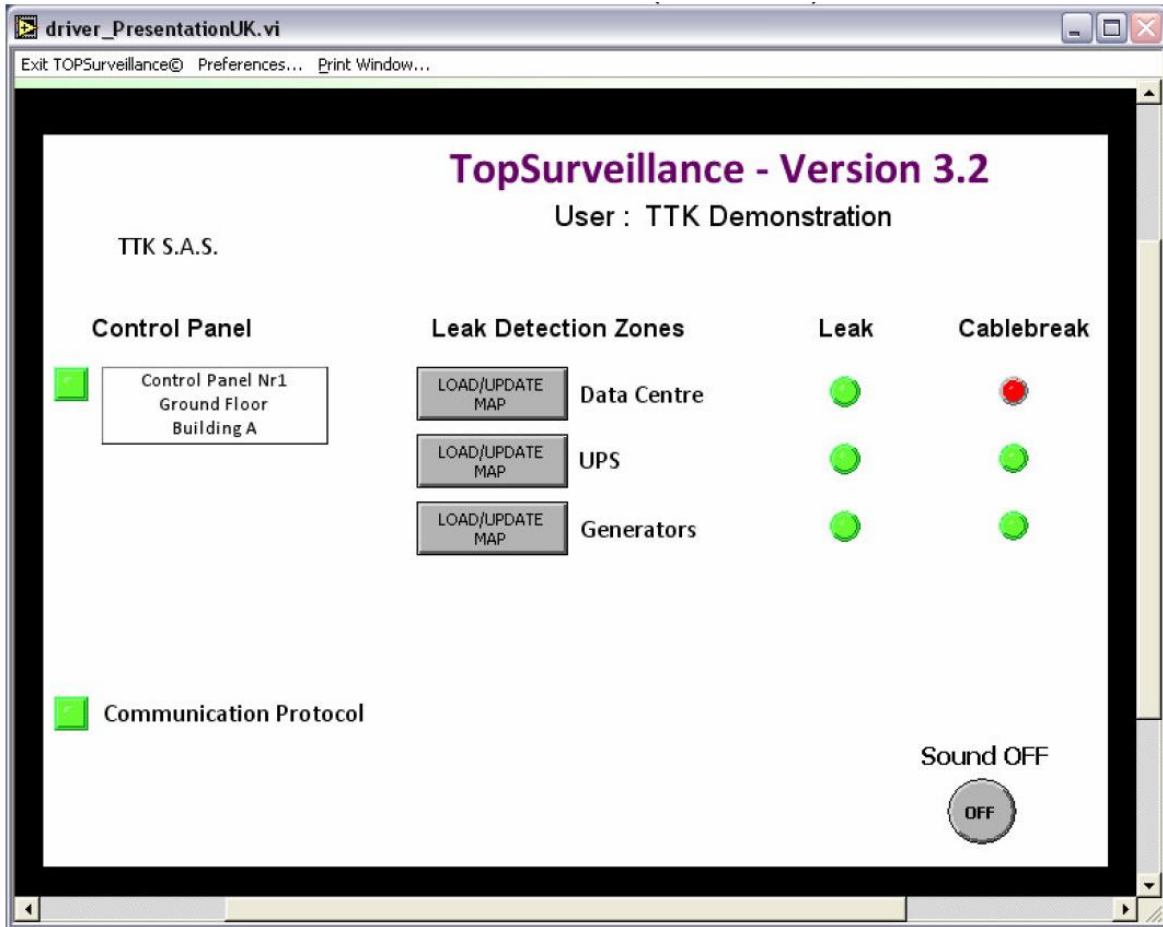 driver_PresentationUK.vi
Exit TOPSurveillance© Preferences... Print Window...
TopSurveillance - Version 3.2
User : TTK Demonstration
TTK S.A.S.
Control Panel
Leak Detection Zones
Leak
Cablebreak
Control Panel Nr1
Ground Floor
Building A
LOAD/UPDATE
MAP
Data Centre
LOAD/UPDATE
MAP
UPS
LOAD/UPDATE
MAP
Generators
Communication Protocol
Sound OFF
OFF